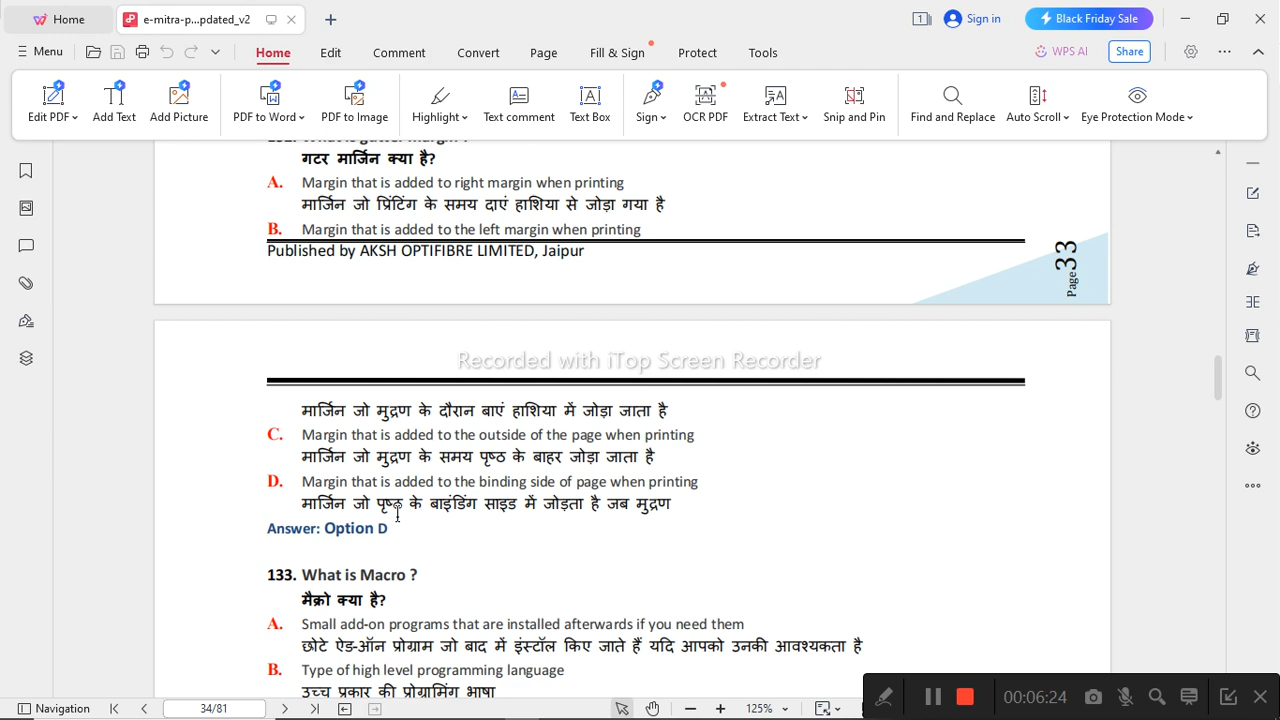 Home
e-mitra-p...pdated_v2
Sign in
Black Friday Sale
Menu
Home
Edit
Comment
Convert
Page
Fill & Sign
Protect
Tools
WPS AI
Share
Edit PDF
Add Text
Add Picture
PDF to Word
PDF to Image
Highlight
Text comment
Text Box
Sign
OCR PDF
Extract Text
Snip and Pin
Find and Replace
Auto Scroll
Eye Protection Mode
गटर मार्जिन क्या है?
A. Margin that is added to right margin when printing
मार्जिन जो प्रिंटिंग के समय दाएं हाशिया से जोड़ा गया है
B. Margin that is added to the left margin when printing
Published by AKSH OPTIFIBRE LIMITED, Jaipur
Page33
Recorded with iTop Screen Recorder
मार्जिन जो मुद्रण के दौरान बाएं हाशिया में जोड़ा जाता है
C. Margin that is added to the outside of the page when printing
मार्जिन जो मुद्रण के समय पृष्ठ के बाहर जोड़ा जाता है
D. Margin that is added to the binding side of page when printing
मार्जिन जो पृष्ठ के बाइंडिंग साइड में जोड़ता है जब मुद्रण
Answer: Option D
133. What is Macro ?
मैक्रो क्या है?
A. Small add-on programs that are installed afterwards if you need them
छोटे ऐड-ऑन प्रोग्राम जो बाद में इंस्टॉल किए जाते हैं यदि आपको उनकी आवश्यकता है
B. Type of high level programming language
उच्च प्रकार की प्रोग्रामिंग भाषा
Navigation
34/81
125%
00:06:24